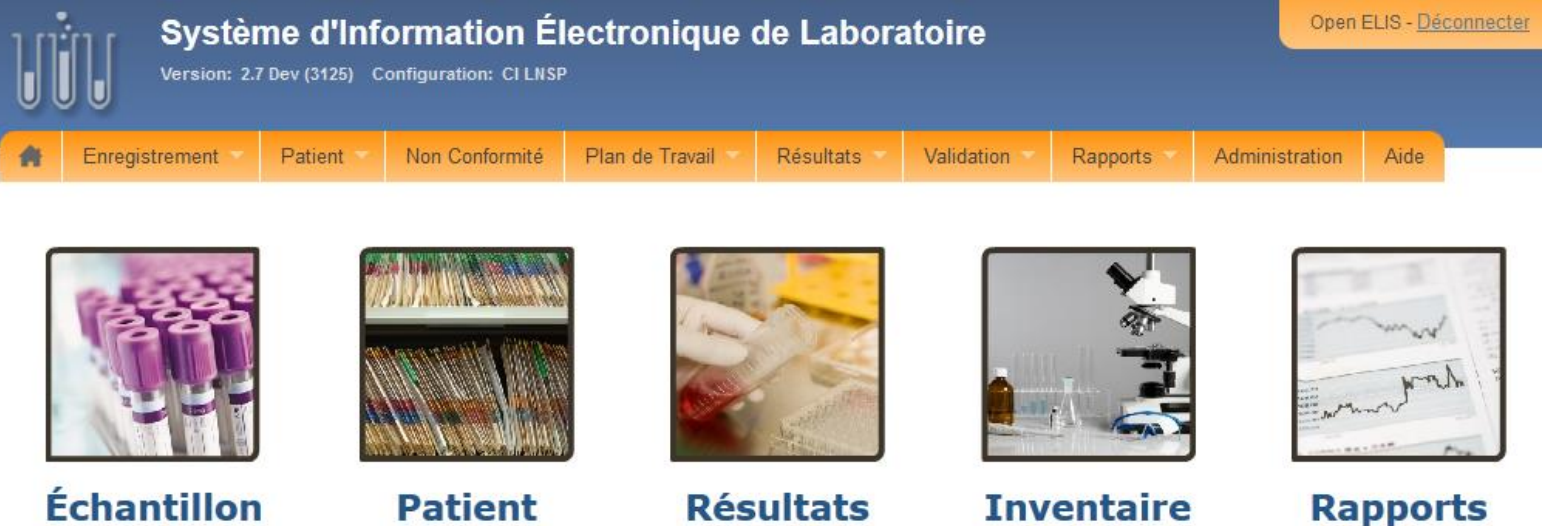 Système d'Information Électronique de Laboratoire
Open ELIS - Déconnecter
Version: 2.7 Dev (3125) Configuration: CI LNSP
Enregistrement Patient Non Conformité Plan de Travail Résultats Validation Rapports Administration Aide
Échantillon Patient Résultats Inventaire Rapports